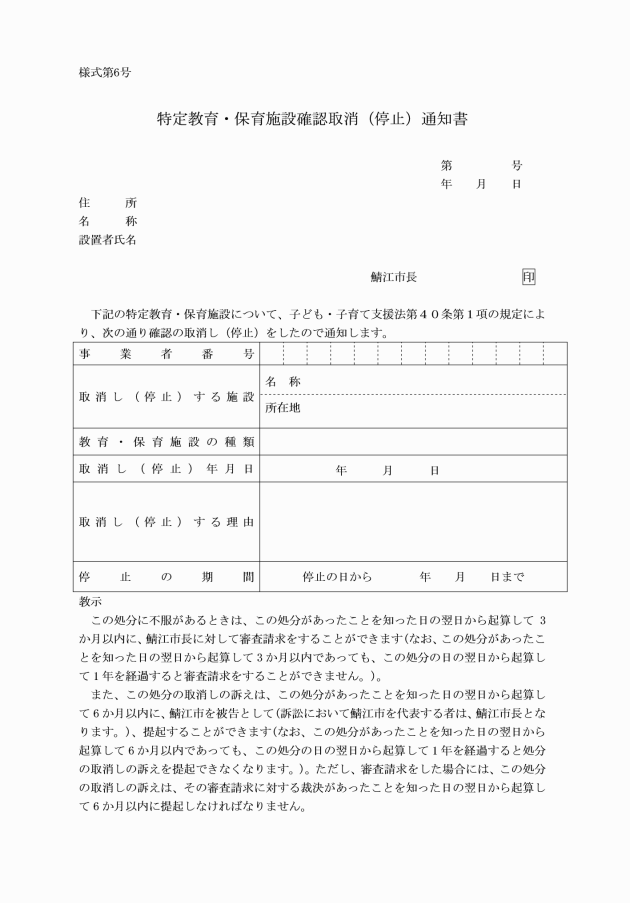 様式第6号
特定教育・保育施設確認取消（停止）通知書
第　　　　　号
年　　月　　日
住　　　所
名　　　称
設置者氏名
鯖江市長　　　　　　　　　印
下記の特定教育・保育施設について、子ども・子育て支援法第４０条第１項の規定によ
り、次の通り確認の取消し（停止）をしたので通知します。
事業者番号
取消し（停止）する施設
名　称
所在地
教育・保育施設の種類
取消し（停止）年月日　　　年　　　月　　　日
取消し（停止）する理由
停止の期間　　　停止の日から　　　　年　　月　　日まで
教示
この処分に不服があるときは、この処分があったことを知った日の翌日から起算して 3
か月以内に、鯖江市長に対して審査請求をすることができます(なお、この処分があったこ
とを知った日の翌日から起算して 3 か月以内であっても、この処分の日の翌日から起算し
て 1 年を経過すると審査請求をすることができません。)。
また、この処分の取消しの訴えは、この処分があったことを知った日の翌日から起算し
て 6 か月以内に、鯖江市を被告として(訴訟において鯖江市を代表する者は、鯖江市長とな
ります。)、提起することができます(なお、この処分があったことを知った日の翌日から
起算して 6 か月以内であっても、この処分の日の翌日から起算して 1 年を経過すると処分
の取消しの訴えを提起できなくなります。)。ただし、審査請求をした場合には、この処分
の取消しの訴えは、その審査請求に対する裁決があったことを知った日の翌日から起算し
て 6 か月以内に提起しなければなりません。